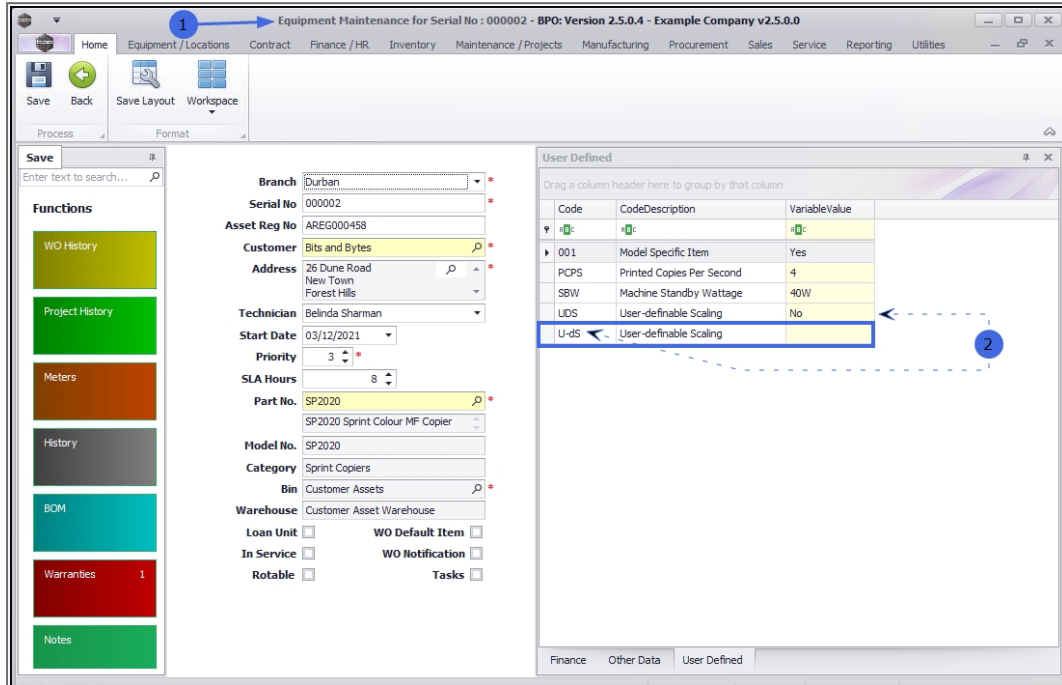 1
Equipment Maintenance for Serial No : 000002 - BPO: Version 2.5.0.4 - Example Company v2.5.0.0
Home Equipment / Locations Contract Finance / HR Inventory Maintenance / Projects Manufacturing Procurement Sales Service Reporting Utilities
Save Back Save Layout Workspace
Process Format
Save
Enter text to search...
Functions
WO History
Project History
Meters
History
BOM
Warranties 1
Notes
Branch Durban *
Serial No 000002 *
Asset Reg No AREG000458
Customer Bits and Bytes *
Address 26 Dune Road *
New Town
Forest Hills
Technician Belinda Sharman
Start Date 03/12/2021
Priority 3 *
SLA Hours 8
Part No. SP2020 *
SP2020 Sprint Colour MF Copier
Model No. SP2020
Category Sprint Copiers
Bin Customer Assets *
Warehouse Customer Asset Warehouse
Loan Unit WO Default Item
In Service WO Notification
Rotable Tasks
User Defined
Drag a column header here to group by that column
Code CodeDescription VariableValue
001 Model Specific Item Yes
PCPS Printed Copies Per Second 4
SBW Machine Standby Wattage 40W
UDS User-definable Scaling No
U-dS User-definable Scaling
2
Finance Other Data User Defined